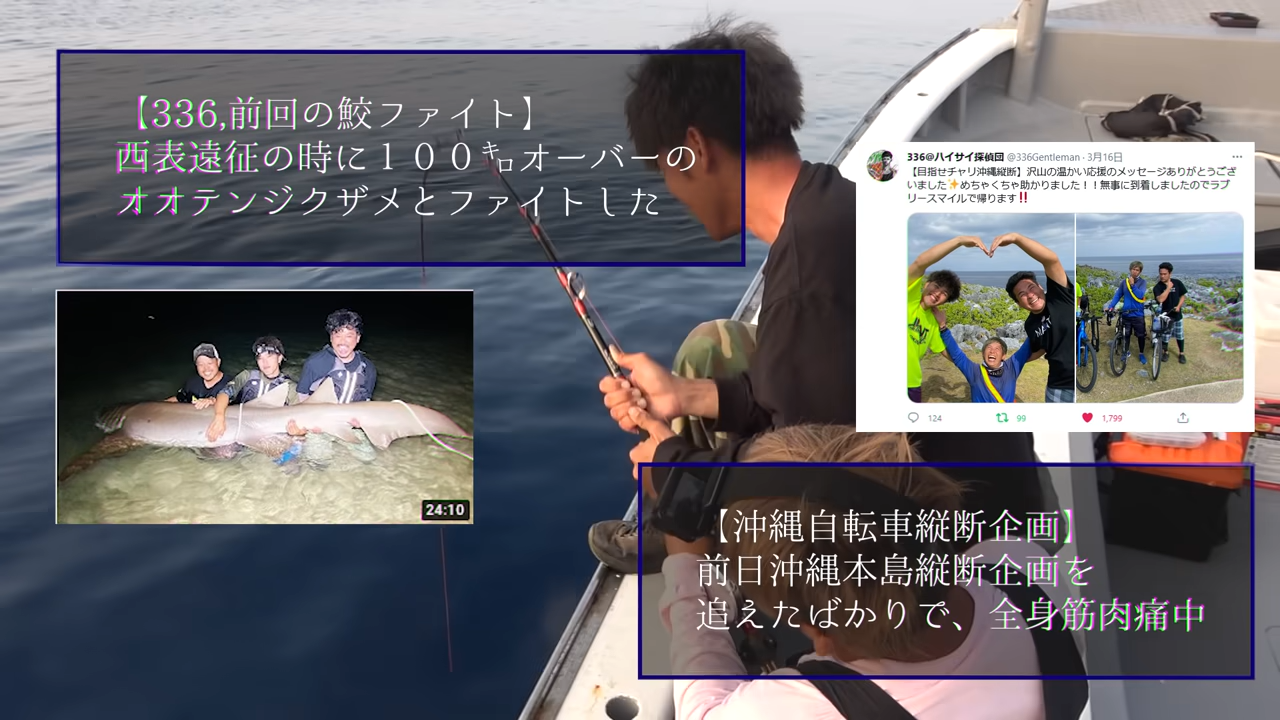 【336,前回の鮫ファイト】
西表遠征の時に１００㌔オーバーの
オオテンジクザメとファイトした
336@ハイサイ探偵団 @336Gentleman · 3月16日
【目指せチャリ沖縄縦断】沢山の温かい応援のメッセージありがとうござ
いました✨めちゃくちゃ助かりました！！無事に到着しましたのでラブ
リースマイルで帰ります‼
124 99 1,799
24:10
【沖縄自転車縦断企画】
前日沖縄本島縦断企画を
追えたばかりで、全身筋肉痛中